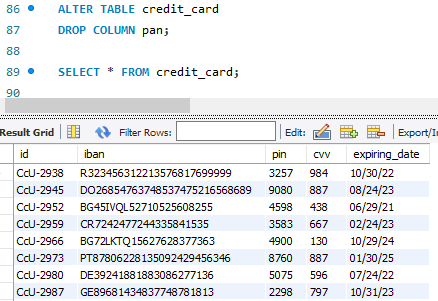 86 ALTER TABLE credit_card
87 DROP COLUMN pan;
88
89 SELECT * FROM credit_card;
90
Result Grid Filter Rows: Edit: Export/Im
id iban pin cvv expiring_date
CcU-2938 R323456312213576817699999 3257 984 10/30/22
CcU-2945 DO26854763748537475216568689 9080 887 08/24/23
CcU-2952 BG45IVQL52710525608255 4598 438 06/29/21
CcU-2959 CR7242477244335841535 3583 667 02/24/23
CcU-2966 BG72LKTQ15627628377363 4900 130 10/29/24
CcU-2973 PT87806228135092429456346 8760 887 01/30/25
CcU-2980 DE39241881883086277136 5075 596 07/24/22
CcU-2987 GE89681434837748781813 2298 797 10/31/23